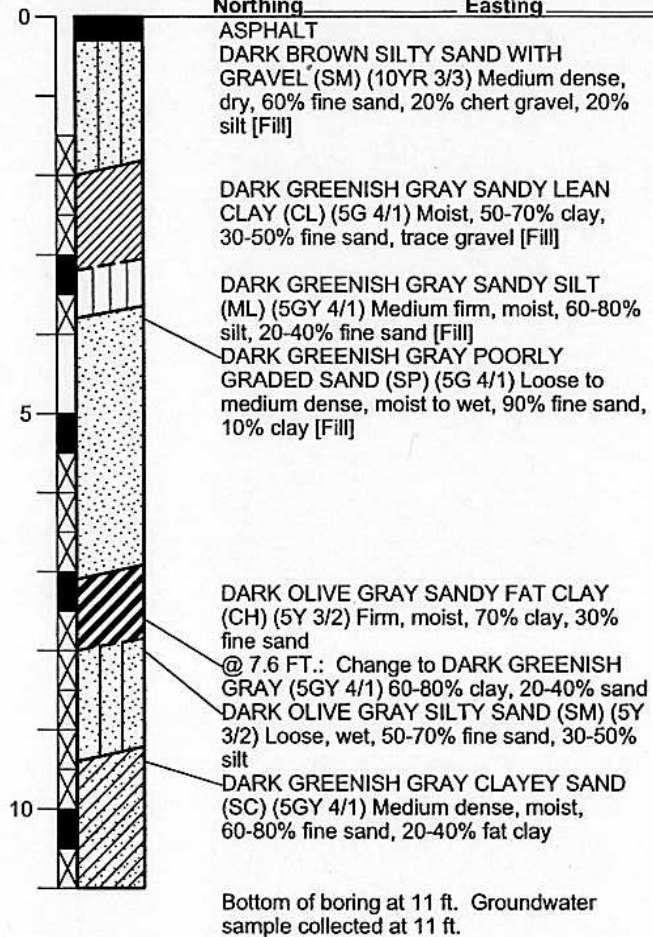 Northing Easting
0
ASPHALT
DARK BROWN SILTY SAND WITH
GRAVEL (SM) (10YR 3/3) Medium dense,
dry, 60% fine sand, 20% chert gravel, 20%
silt [Fill]
DARK GREENISH GRAY SANDY LEAN
CLAY (CL) (5G 4/1) Moist, 50-70% clay,
30-50% fine sand, trace gravel [Fill]
DARK GREENISH GRAY SANDY SILT
(ML) (5GY 4/1) Medium firm, moist, 60-80%
silt, 20-40% fine sand [Fill]
DARK GREENISH GRAY POORLY
GRADED SAND (SP) (5G 4/1) Loose to
medium dense, moist to wet, 90% fine sand,
10% clay [Fill]
5
DARK OLIVE GRAY SANDY FAT CLAY
(CH) (5Y 3/2) Firm, moist, 70% clay, 30%
fine sand
@ 7.6 FT.: Change to DARK GREENISH
GRAY (5GY 4/1) 60-80% clay, 20-40% sand
DARK OLIVE GRAY SILTY SAND (SM) (5Y
3/2) Loose, wet, 50-70% fine sand, 30-50%
silt
DARK GREENISH GRAY CLAYEY SAND
(SC) (5GY 4/1) Medium dense, moist,
60-80% fine sand, 20-40% fat clay
10
Bottom of boring at 11 ft. Groundwater
sample collected at 11 ft.